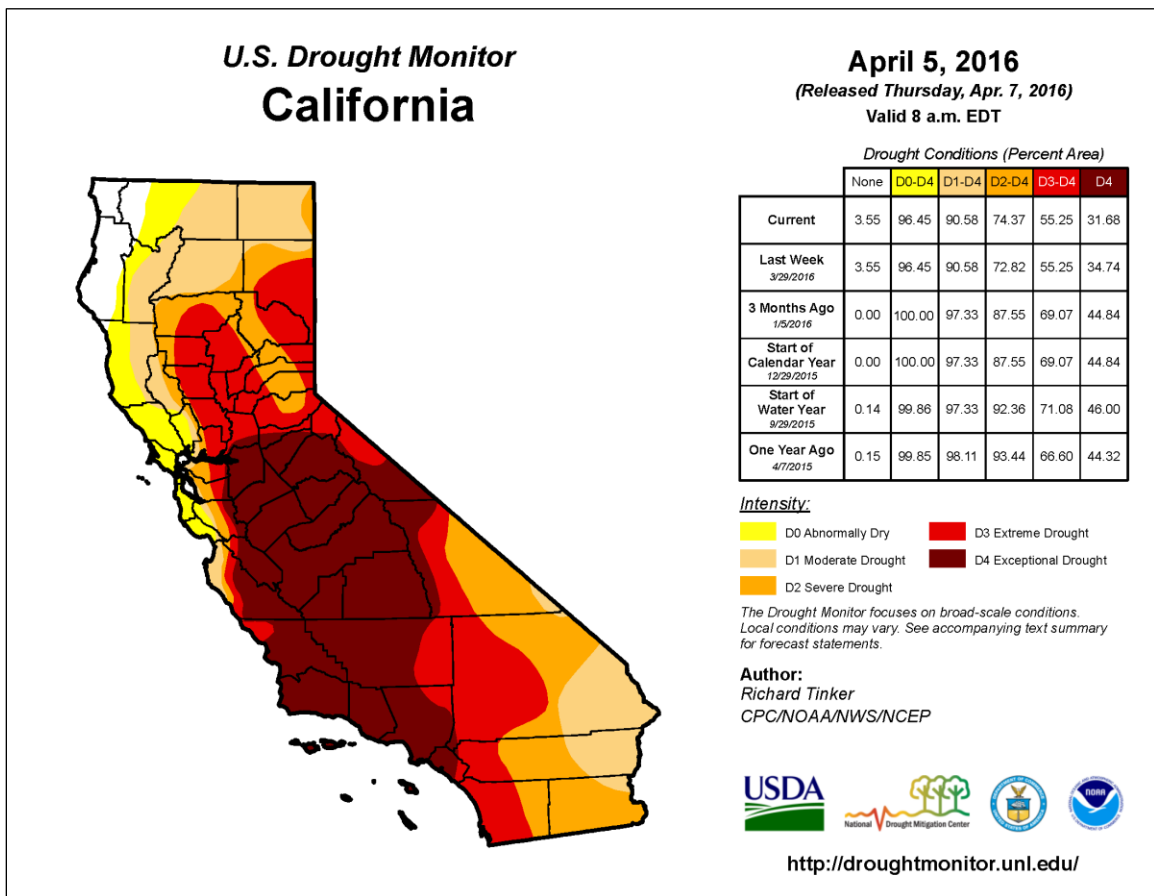 U.S. Drought Monitor
California
April 5, 2016
(Released Thursday, Apr. 7, 2016)
Valid 8 a.m. EDT
Drought Conditions (Percent Area)
None D0-D4 D1-D4 D2-D4 D3-D4 D4
Current 3.55 96.45 90.58 74.37 55.25 31.68
Last Week
3/29/2016 3.55 96.45 90.58 72.82 55.25 34.74
3 Months Ago
1/5/2016 0.00 100.00 97.33 87.55 69.07 44.84
Start of
Calendar Year
12/29/2015 0.00 100.00 97.33 87.55 69.07 44.84
Start of
Water Year
9/29/2015 0.14 99.86 97.33 92.36 71.08 46.00
One Year Ago
4/7/2015 0.15 99.85 98.11 93.44 66.60 44.32
Intensity:
D0 Abnormally Dry
D1 Moderate Drought
D2 Severe Drought
D3 Extreme Drought
D4 Exceptional Drought
The Drought Monitor focuses on broad-scale conditions.
Local conditions may vary. See accompanying text summary
for forecast statements.
Author:
Richard Tinker
CPC/NOAA/NWS/NCEP
USDA
National Drought Mitigation Center
NOAA
http://droughtmonitor.unl.edu/